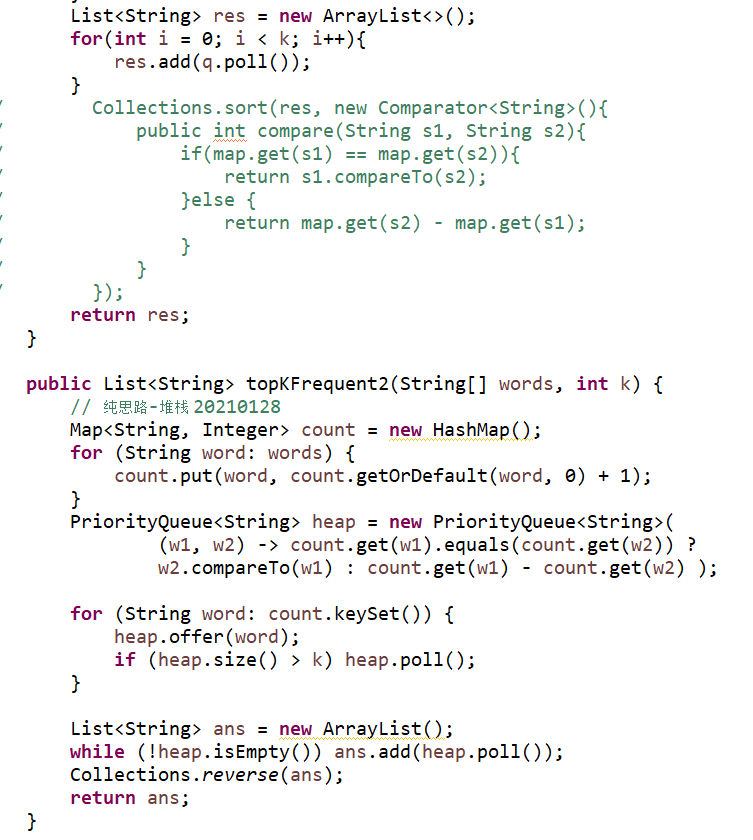 }
List<String> res = new ArrayList<>();
for(int i = 0; i < k; i++){
res.add(q.poll());
}
/ Collections.sort(res, new Comparator<String>(){
/ public int compare(String s1, String s2){
/ if(map.get(s1) == map.get(s2)){
/ return s1.compareTo(s2);
/ }else {
/ return map.get(s2) - map.get(s1);
/ }
/ }
/ });
return res;
}
public List<String> topKFrequent2(String[] words, int k) {
// 纯思路-堆栈 20210128
Map<String, Integer> count = new HashMap();
for (String word: words) {
count.put(word, count.getOrDefault(word, 0) + 1);
}
PriorityQueue<String> heap = new PriorityQueue<String>(
(w1, w2) -> count.get(w1).equals(count.get(w2)) ?
w2.compareTo(w1) : count.get(w1) - count.get(w2) );
for (String word: count.keySet()) {
heap.offer(word);
if (heap.size() > k) heap.poll();
}
List<String> ans = new ArrayList();
while (!heap.isEmpty()) ans.add(heap.poll());
Collections.reverse(ans);
return ans;
}